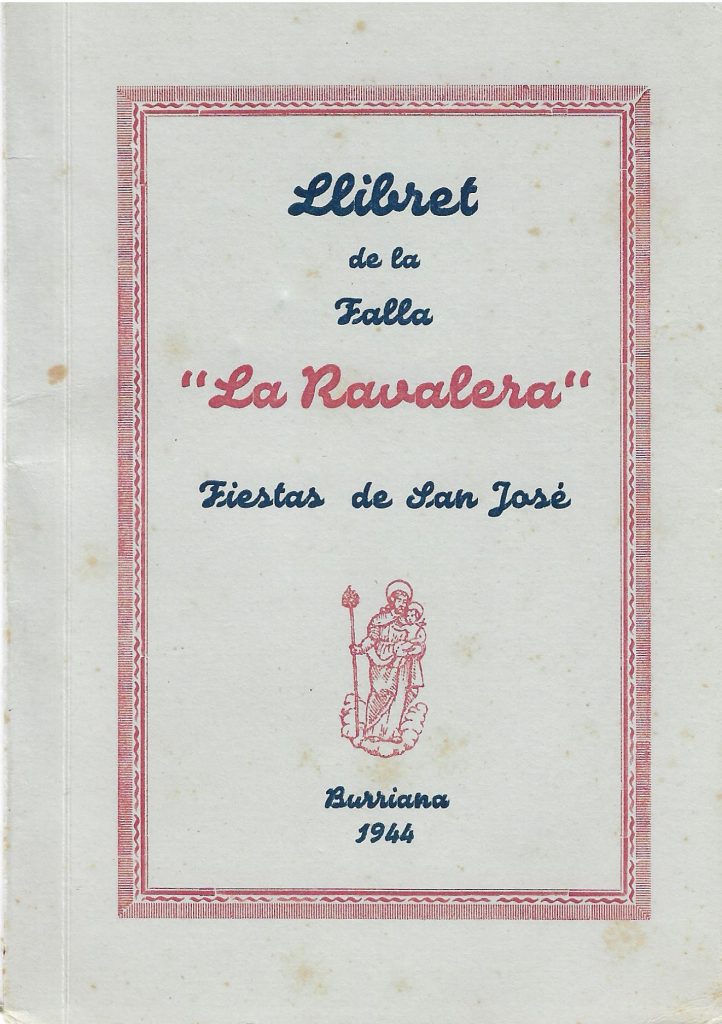 Llibret
de la
Falla
"La Ravalera"
Fiestas de San José
Burriana
1944